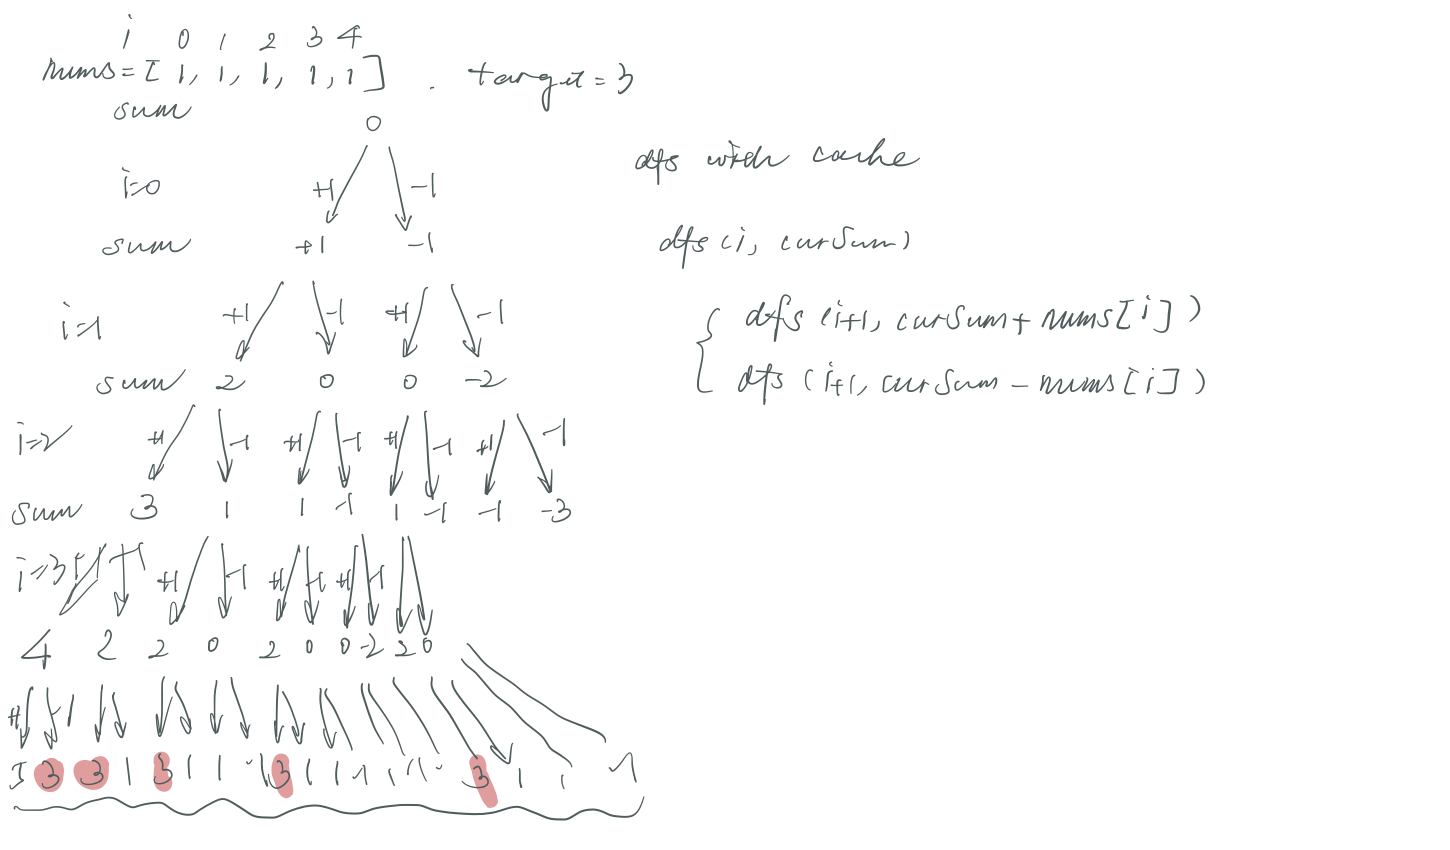 i 0 1 2 3 4
nums = [ 1, 1, 1, 1, 1 ] . target = 3
sum 0
dfs with cache
i=0 +1 -1
sum +1 -1
dfs (i, curSum)
i=1 +1 -1 +1 -1
dfs (i+1, curSum + nums[i])
sum 2 0 0 -2
dfs (i+1, curSum - nums[i])
i=2 +1 -1 +1 -1 +1 -1 +1 -1
sum 3 1 1 -1 1 -1 -1 -3
i=3 +1 -1 +1 -1 +1 -1 +1 -1
4 2 2 0 2 0 0 -2 2 0
+1 -1
5 3 3 1 3 1 1 -1 3 1 1 -1 1 3 1 1 -1